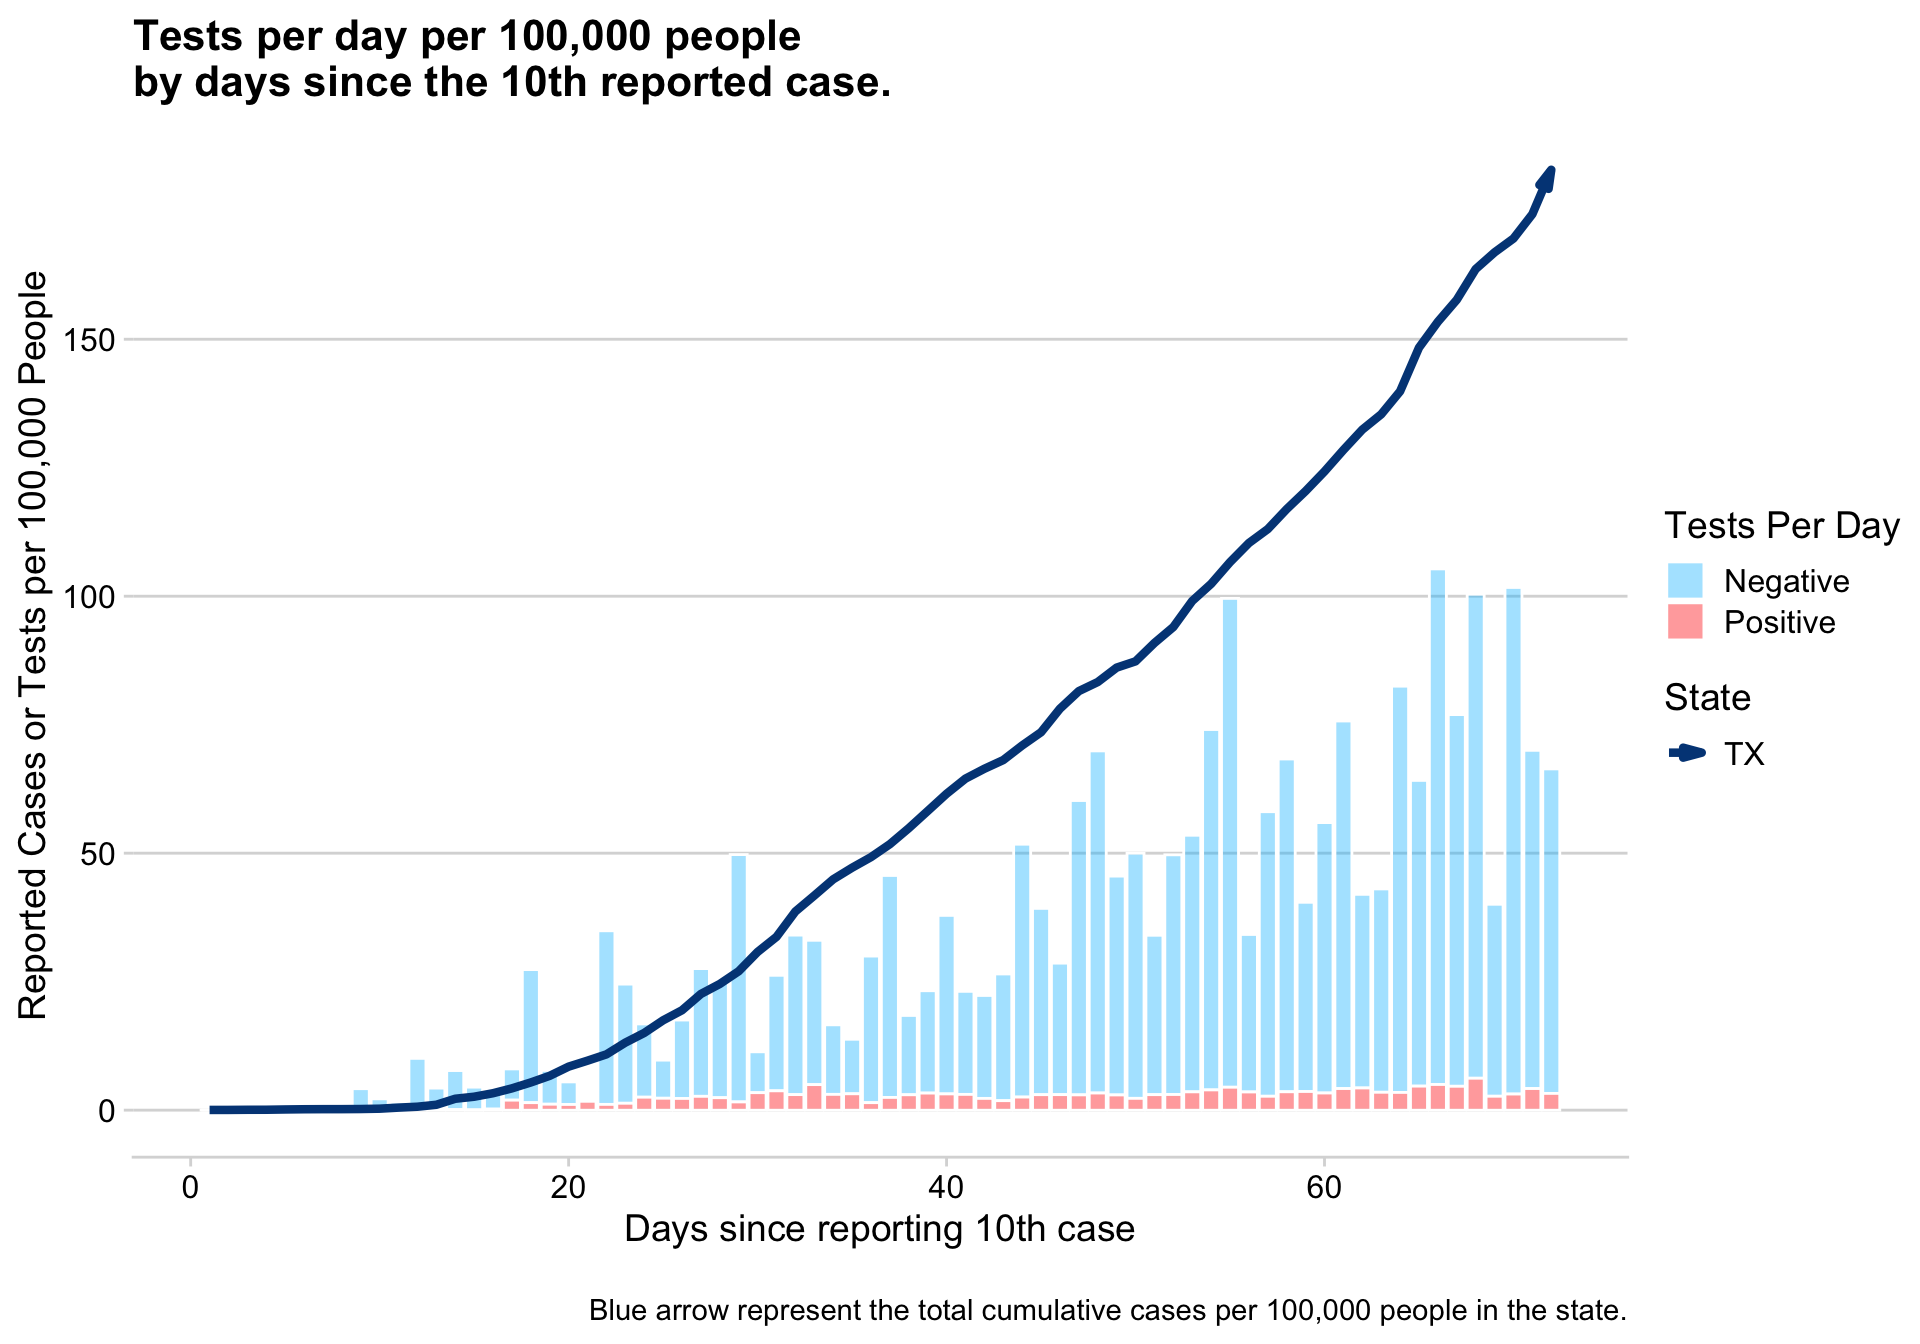 Tests per day per 100,000 people
by days since the 10th reported case.
Reported Cases or Tests per 100,000 People
150
100
50
0
0
20
40
60
Days since reporting 10th case
Tests Per Day
Negative
Positive
State
TX
Blue arrow represent the total cumulative cases per 100,000 people in the state.